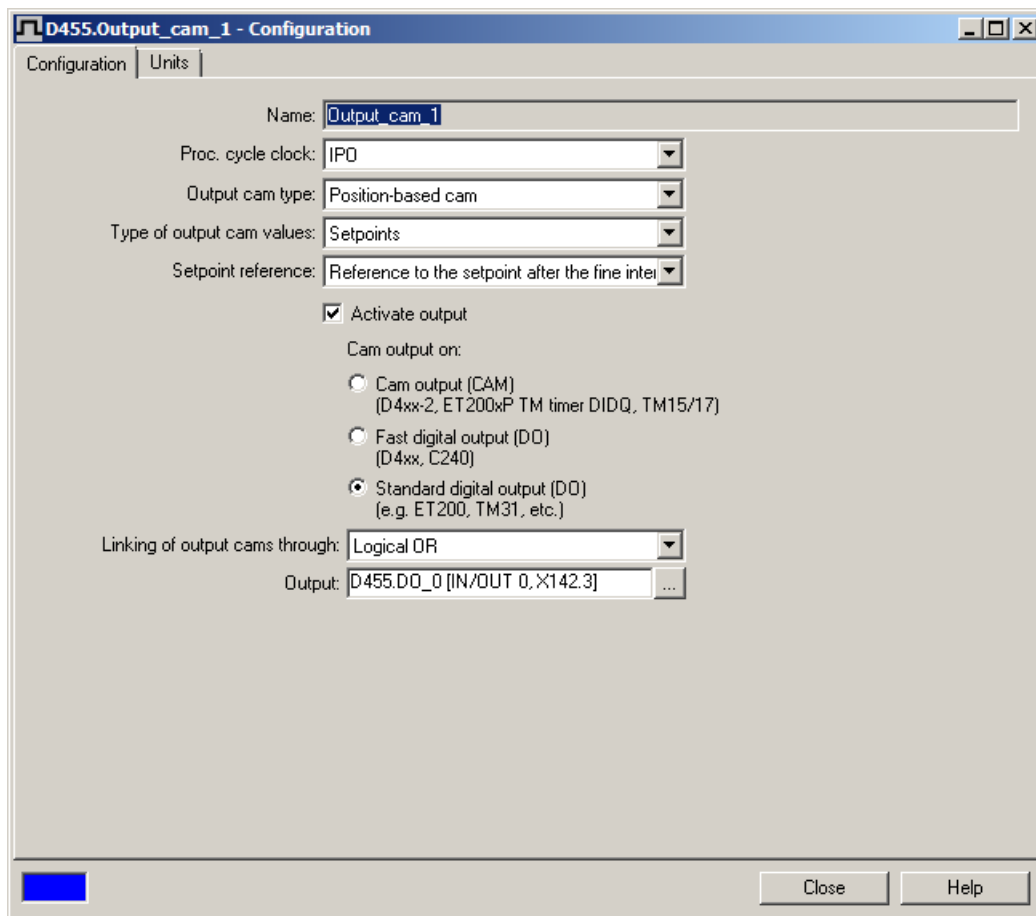 D455.Output_cam_1 - Configuration
Configuration Units
Name: Output_cam_1
Proc. cycle clock: IPO
Output cam type: Position-based cam
Type of output cam values: Setpoints
Setpoint reference: Reference to the setpoint after the fine inter
Activate output
Cam output on:
Cam output (CAM)
(D4xx-2, ET200xP TM timer DIDQ, TM15/17)
Fast digital output (DO)
(D4xx, C240)
Standard digital output (DO)
(e.g. ET200, TM31, etc.)
Linking of output cams through: Logical OR
Output: D455.DO_0 [IN/OUT 0, X142.3] ...
Close Help